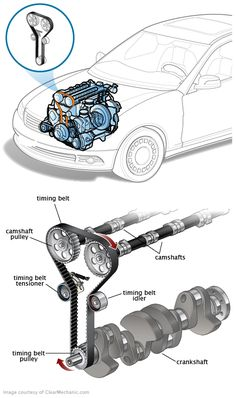 timing belt
camshaft
pulley
camshafts
timing belt
tensioner
timing belt
idler
timing belt
pulley
crankshaft
Image courtesy of ClearMechanic.com